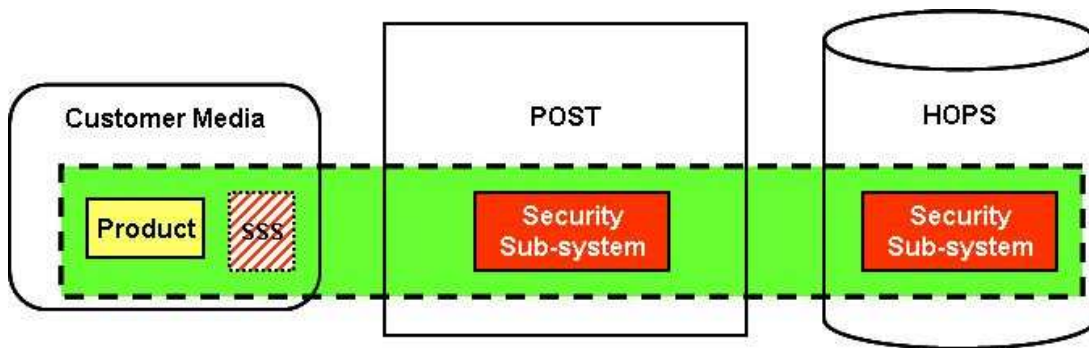 Customer Media
POST
HOPS
Product
SSS
Security
Sub-system
Security
Sub-system